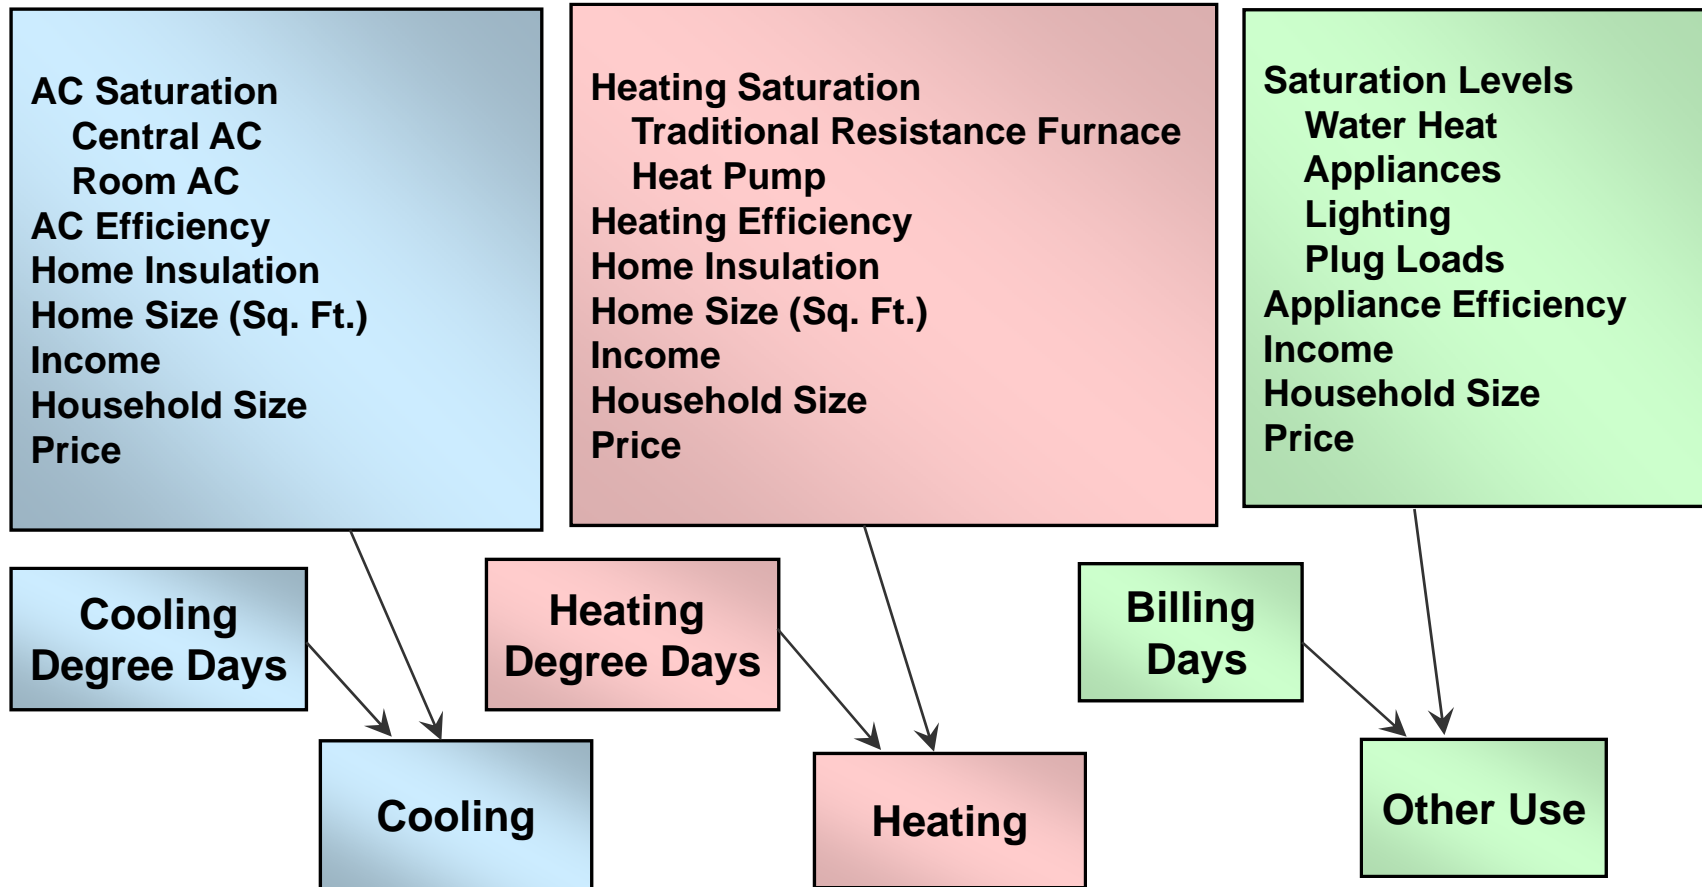 AC Saturation
Central AC
Room AC
AC Efficiency
Home Insulation
Home Size (Sq. Ft.)
Income
Household Size
Price
Heating Saturation
Traditional Resistance Furnace
Heat Pump
Heating Efficiency
Home Insulation
Home Size (Sq. Ft.)
Income
Household Size
Price
Saturation Levels
Water Heat
Appliances
Lighting
Plug Loads
Appliance Efficiency
Income
Household Size
Price
Cooling
Degree Days
Heating
Degree Days
Billing
Days
Cooling
Heating
Other Use